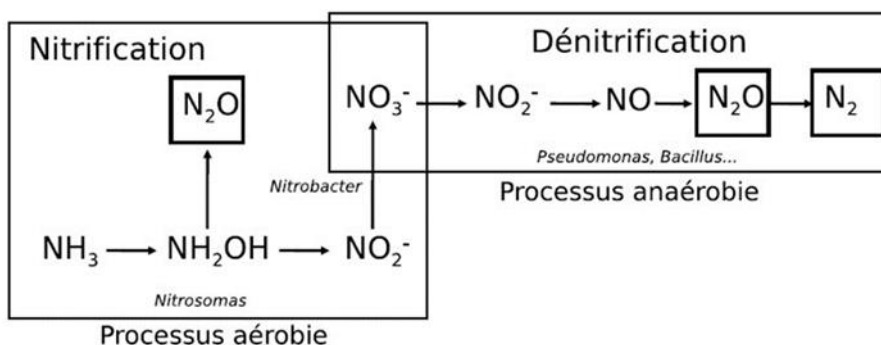 Nitrification
Dénitrification
N₂O
NO₃⁻
NO₂⁻
NO
N₂O
N₂
Pseudomonas, Bacillus...
Nitrobacter
Processus anaérobie
NH₃
NH₂OH
NO₂⁻
Nitrosomas
Processus aérobie